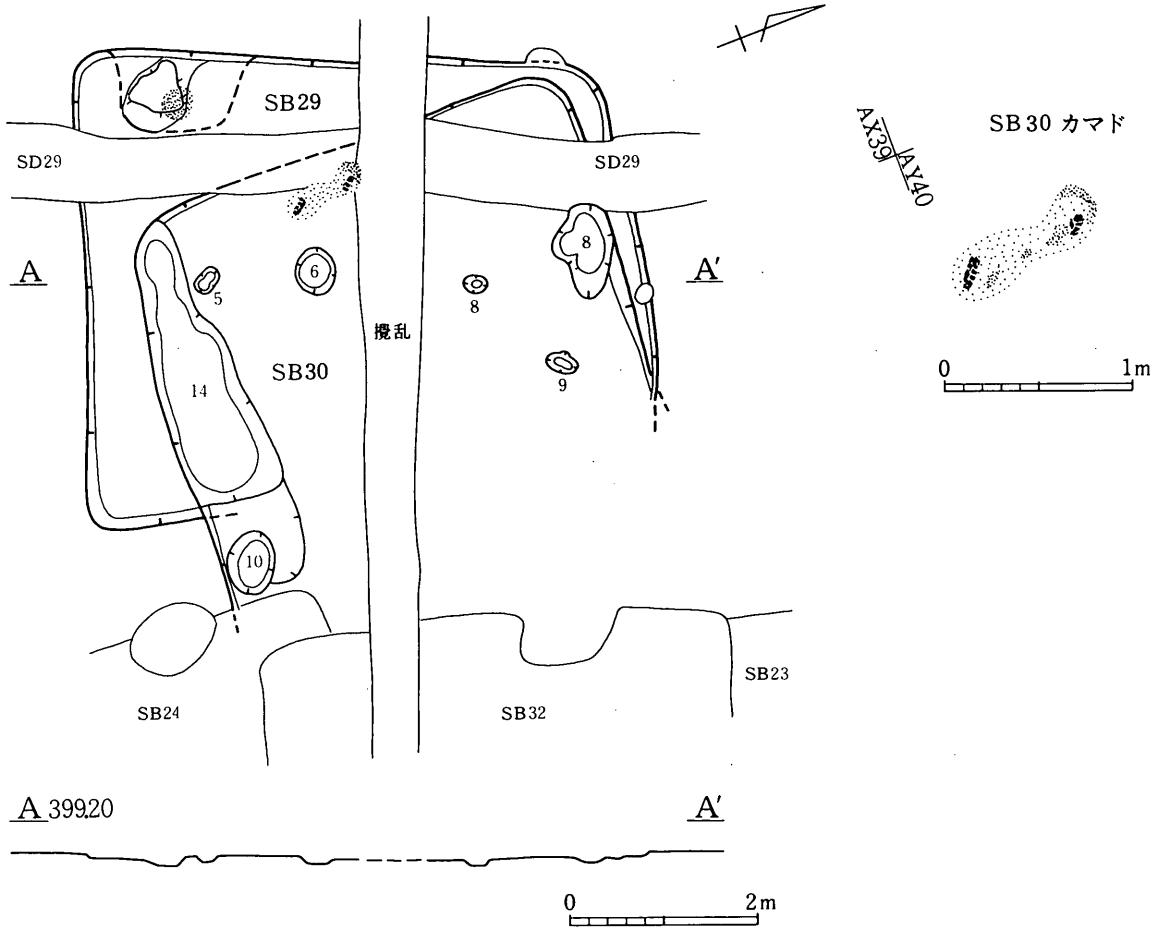 SB29
SD29
SD29
SB30 カマド
AX39
AY40
A
A'
8
6
5
8
9
攪乱
SB30
14
10
0 1m
SB24
SB32
SB23
A 399.20
A'
0 2m